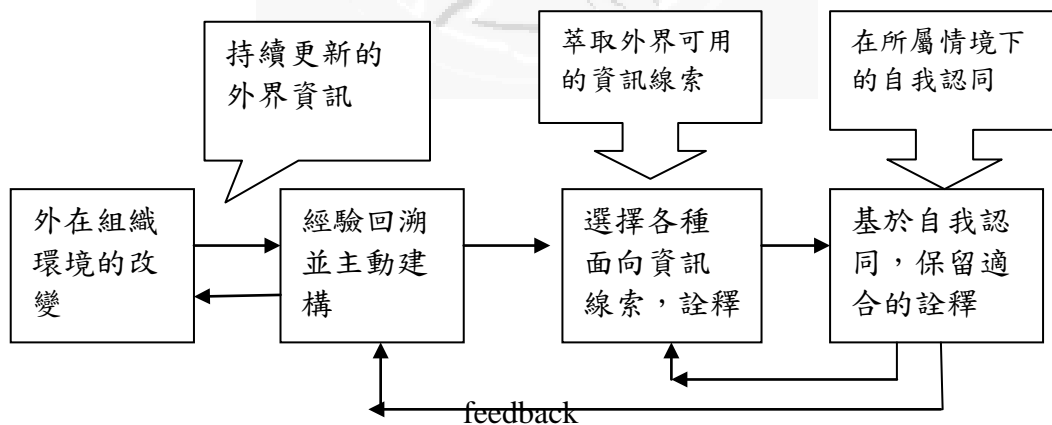 持續更新的
外界資訊
萃取外界可用
的資訊線索
在所屬情境下
的自我認同
外在組織
環境的改
變
經驗回溯
並主動建
構
選擇各種
面向資訊
線索，詮釋
基於自我認
同，保留適
合的詮釋
feedback